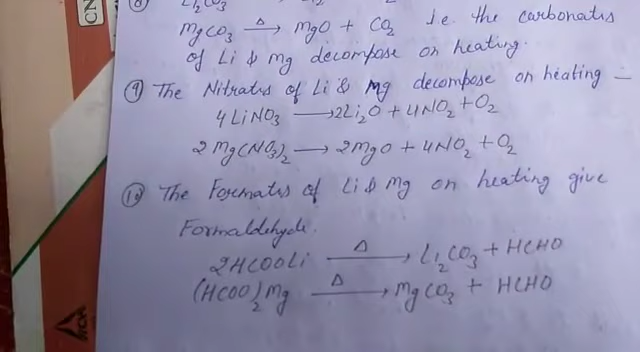 ⑧ Li₂CO₃
MgCO₃ —Δ→ MgO + CO₂ i.e. the carbonates
of Li & Mg decompose on heating.
⑨ The Nitrates of Li & Mg decompose on heating –
4LiNO₃ ⟶ 2Li₂O + 4NO₂ + O₂
2Mg(NO₃)₂ ⟶ 2MgO + 4NO₂ + O₂
⑩ The Formates of Li & Mg on heating give
Formaldehyde.
2HCOOLi —Δ→ Li₂CO₃ + HCHO
(HCOO)₂Mg —Δ→ MgCO₃ + HCHO